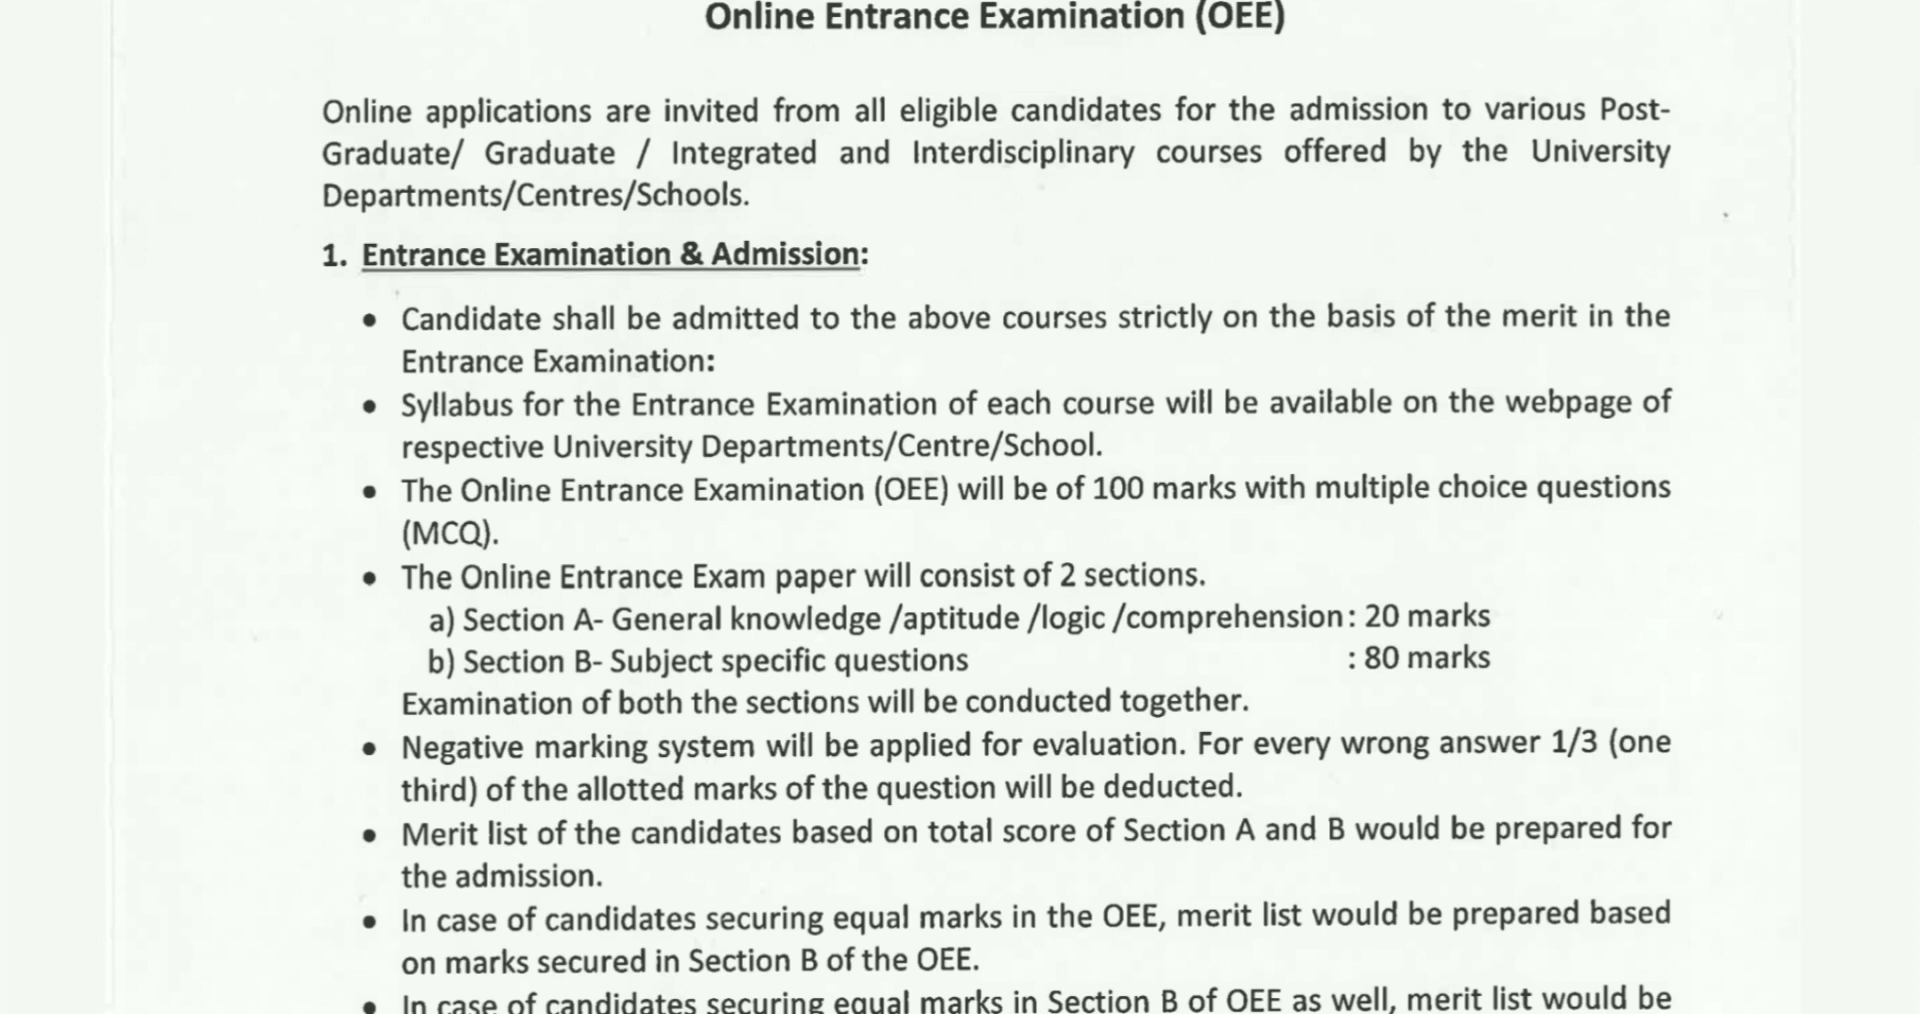 Online Entrance Examination (OEE)
Online applications are invited from all eligible candidates for the admission to various Post-
Graduate/ Graduate / Integrated and Interdisciplinary courses offered by the University
Departments/Centres/Schools.
1. Entrance Examination & Admission:
• Candidate shall be admitted to the above courses strictly on the basis of the merit in the
Entrance Examination:
• Syllabus for the Entrance Examination of each course will be available on the webpage of
respective University Departments/Centre/School.
• The Online Entrance Examination (OEE) will be of 100 marks with multiple choice questions
(MCQ).
• The Online Entrance Exam paper will consist of 2 sections.
a) Section A- General knowledge /aptitude /logic /comprehension: 20 marks
b) Section B- Subject specific questions : 80 marks
Examination of both the sections will be conducted together.
• Negative marking system will be applied for evaluation. For every wrong answer 1/3 (one
third) of the allotted marks of the question will be deducted.
• Merit list of the candidates based on total score of Section A and B would be prepared for
the admission.
• In case of candidates securing equal marks in the OEE, merit list would be prepared based
on marks secured in Section B of the OEE.
• In case of candidates securing equal marks in Section B of OEE as well, merit list would be